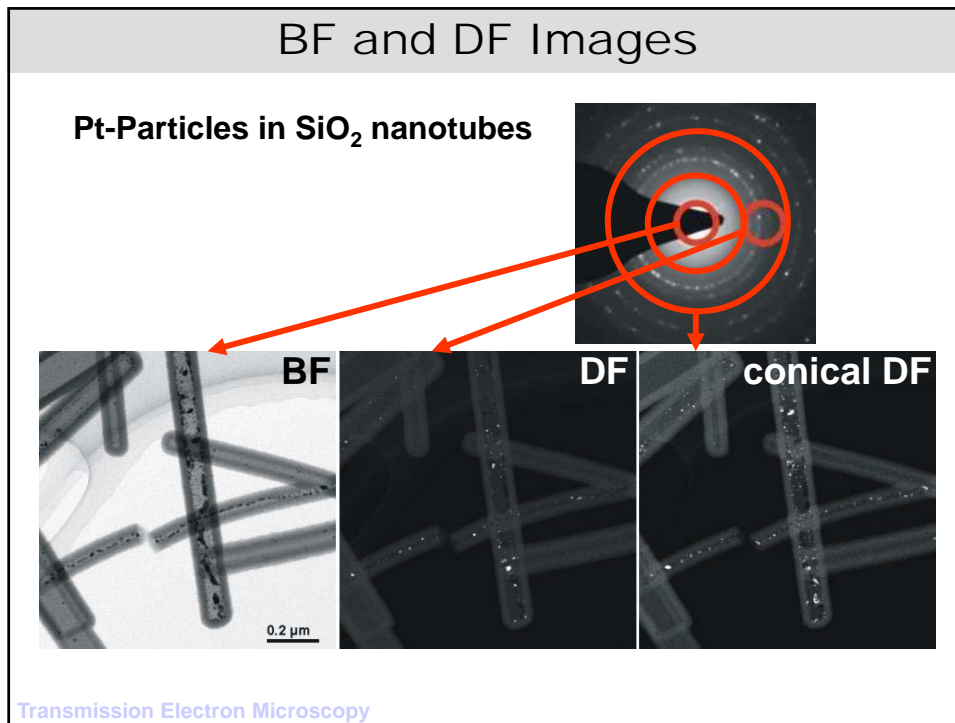 BF and DF Images
Pt-Particles in SiO₂ nanotubes
BF
DF
conical DF
0.2 µm
Transmission Electron Microscopy